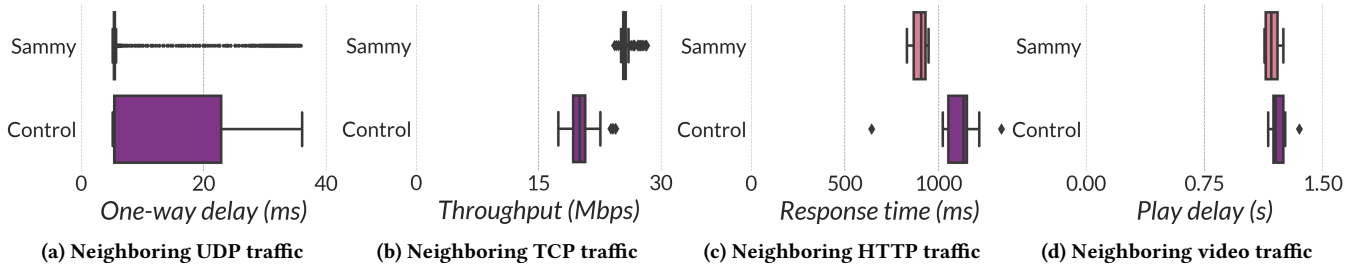 Sammy
Control
0 20 40
One-way delay (ms)
(a) Neighboring UDP traffic
Sammy
Control
0 15 30
Throughput (Mbps)
(b) Neighboring TCP traffic
Sammy
Control
0 500 1000
Response time (ms)
(c) Neighboring HTTP traffic
Sammy
Control
0.00 0.75 1.50
Play delay (s)
(d) Neighboring video traffic